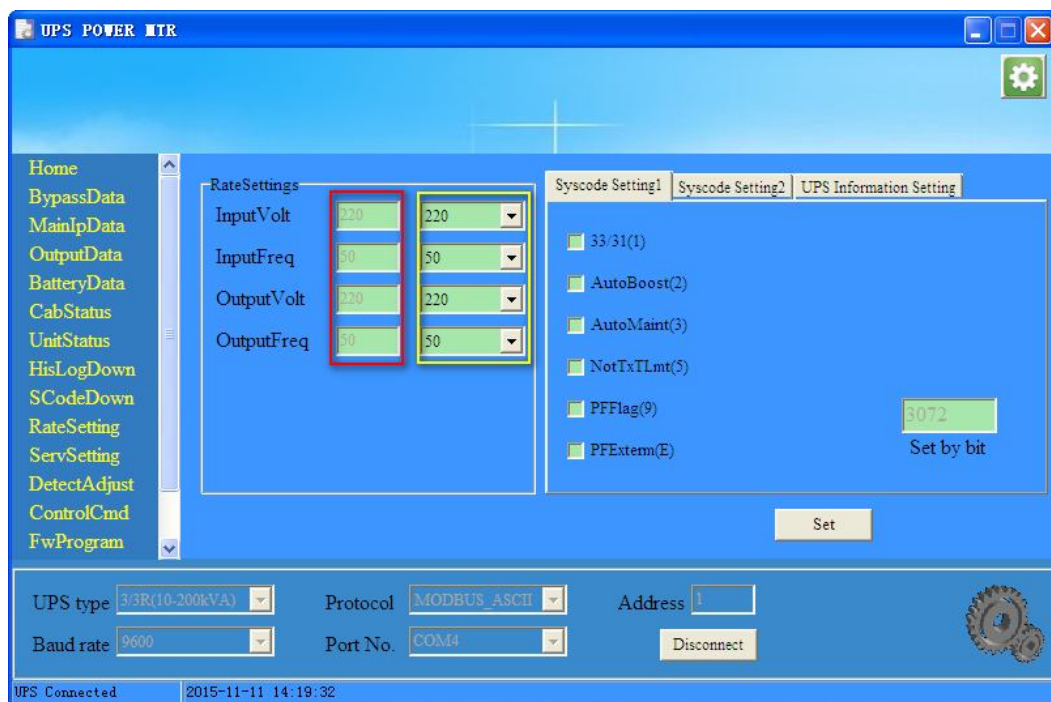 UPS POWER MTR
Home
BypassData
MainIpData
OutputData
BatteryData
CabStatus
UnitStatus
HisLogDown
SCodeDown
RateSetting
ServSetting
DetectAdjust
ControlCmd
FwProgram
RateSettings
InputVolt 220 220
InputFreq 50 50
OutputVolt 220 220
OutputFreq 50 50
Syscode Setting1 Syscode Setting2 UPS Information Setting
33/31(1)
AutoBoost(2)
AutoMaint(3)
NotTxTLmt(5)
PFFlag(9)
PFExterm(E)
3072
Set by bit
Set
UPS type 3/3R(10-200kVA) Protocol MODBUS_ASCII Address 1
Baud rate 9600 Port No. COM4 Disconnect
UPS Connected 2015-11-11 14:19:32